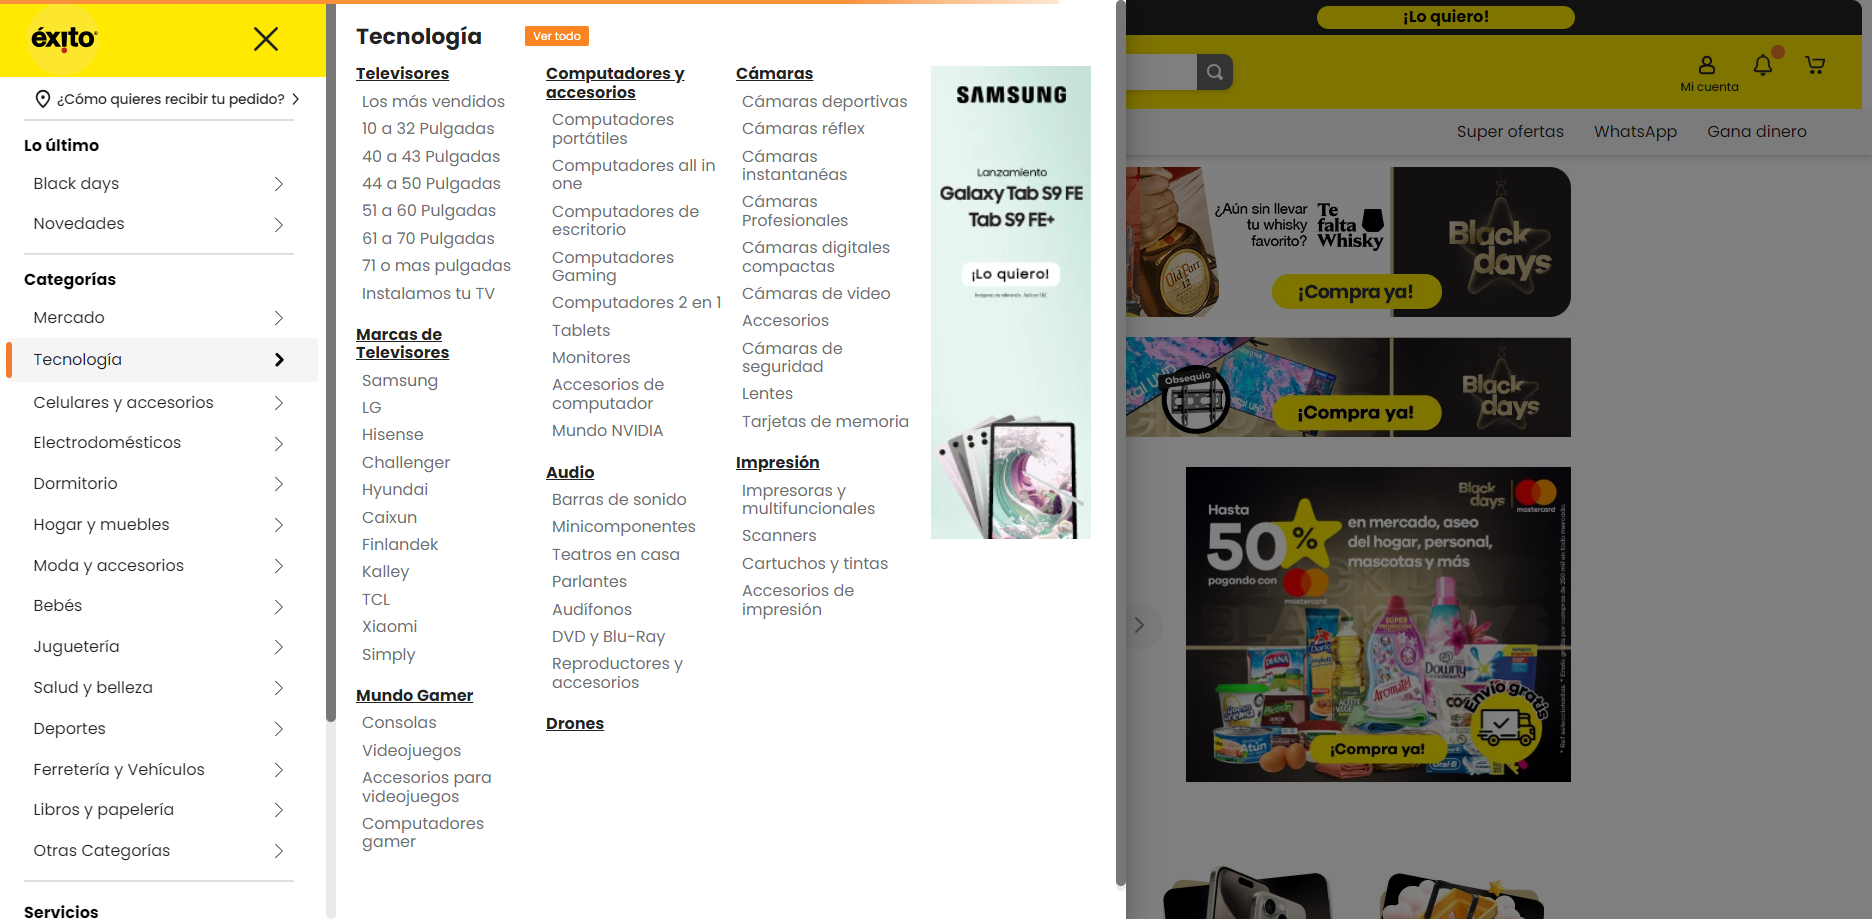 éxito
¿Cómo quieres recibir tu pedido?
Lo último
Black days
Novedades
Categorías
Mercado
Tecnología
Celulares y accesorios
Electrodomésticos
Dormitorio
Hogar y muebles
Moda y accesorios
Bebés
Juguetería
Salud y belleza
Deportes
Ferretería y Vehículos
Libros y papelería
Otras Categorías
Servicios
Tecnología
Ver todo
Televisores
Los más vendidos
10 a 32 Pulgadas
40 a 43 Pulgadas
44 a 50 Pulgadas
51 a 60 Pulgadas
61 a 70 Pulgadas
71 o mas pulgadas
Instalamos tu TV
Marcas de
Televisores
Samsung
LG
Hisense
Challenger
Hyundai
Caixun
Finlandek
Kalley
TCL
Xiaomi
Simply
Mundo Gamer
Consolas
Videojuegos
Accesorios para
videojuegos
Computadores
gamer
Computadores y
accesorios
Computadores
portátiles
Computadores all in
one
Computadores de
escritorio
Computadores
Gaming
Computadores 2 en 1
Tablets
Monitores
Accesorios de
computador
Mundo NVIDIA
Audio
Barras de sonido
Minicomponentes
Teatros en casa
Parlantes
Audífonos
DVD y Blu-Ray
Reproductores y
accesorios
Drones
Cámaras
Cámaras deportivas
Cámaras réflex
Cámaras
instantanéas
Cámaras
Profesionales
Cámaras digitales
compactas
Cámaras de video
Accesorios
Cámaras de
seguridad
Lentes
Tarjetas de memoria
Impresión
Impresoras y
multifuncionales
Scanners
Cartuchos y tintas
Accesorios de
impresión
SAMSUNG
Lanzamiento
Galaxy Tab S9 FE
Tab S9 FE+
¡Lo quiero!
¡Lo quiero!
Mi cuenta
Super ofertas
WhatsApp
Gana dinero
Old Parr
12
¿Aún sin llevar
tu whisky
favorito?
Te
falta
Whisky
Black
days
¡Compra ya!
Obsequio
Black
days
¡Compra ya!
Black
days
mastercard
Hasta
50%
pagando con
mastercard
en mercado, aseo
del hogar, personal,
mascotas y más
DIANA
Doria
Aromatel
Downy
Atún
Oral-B
Envío gratis
¡Compra ya!